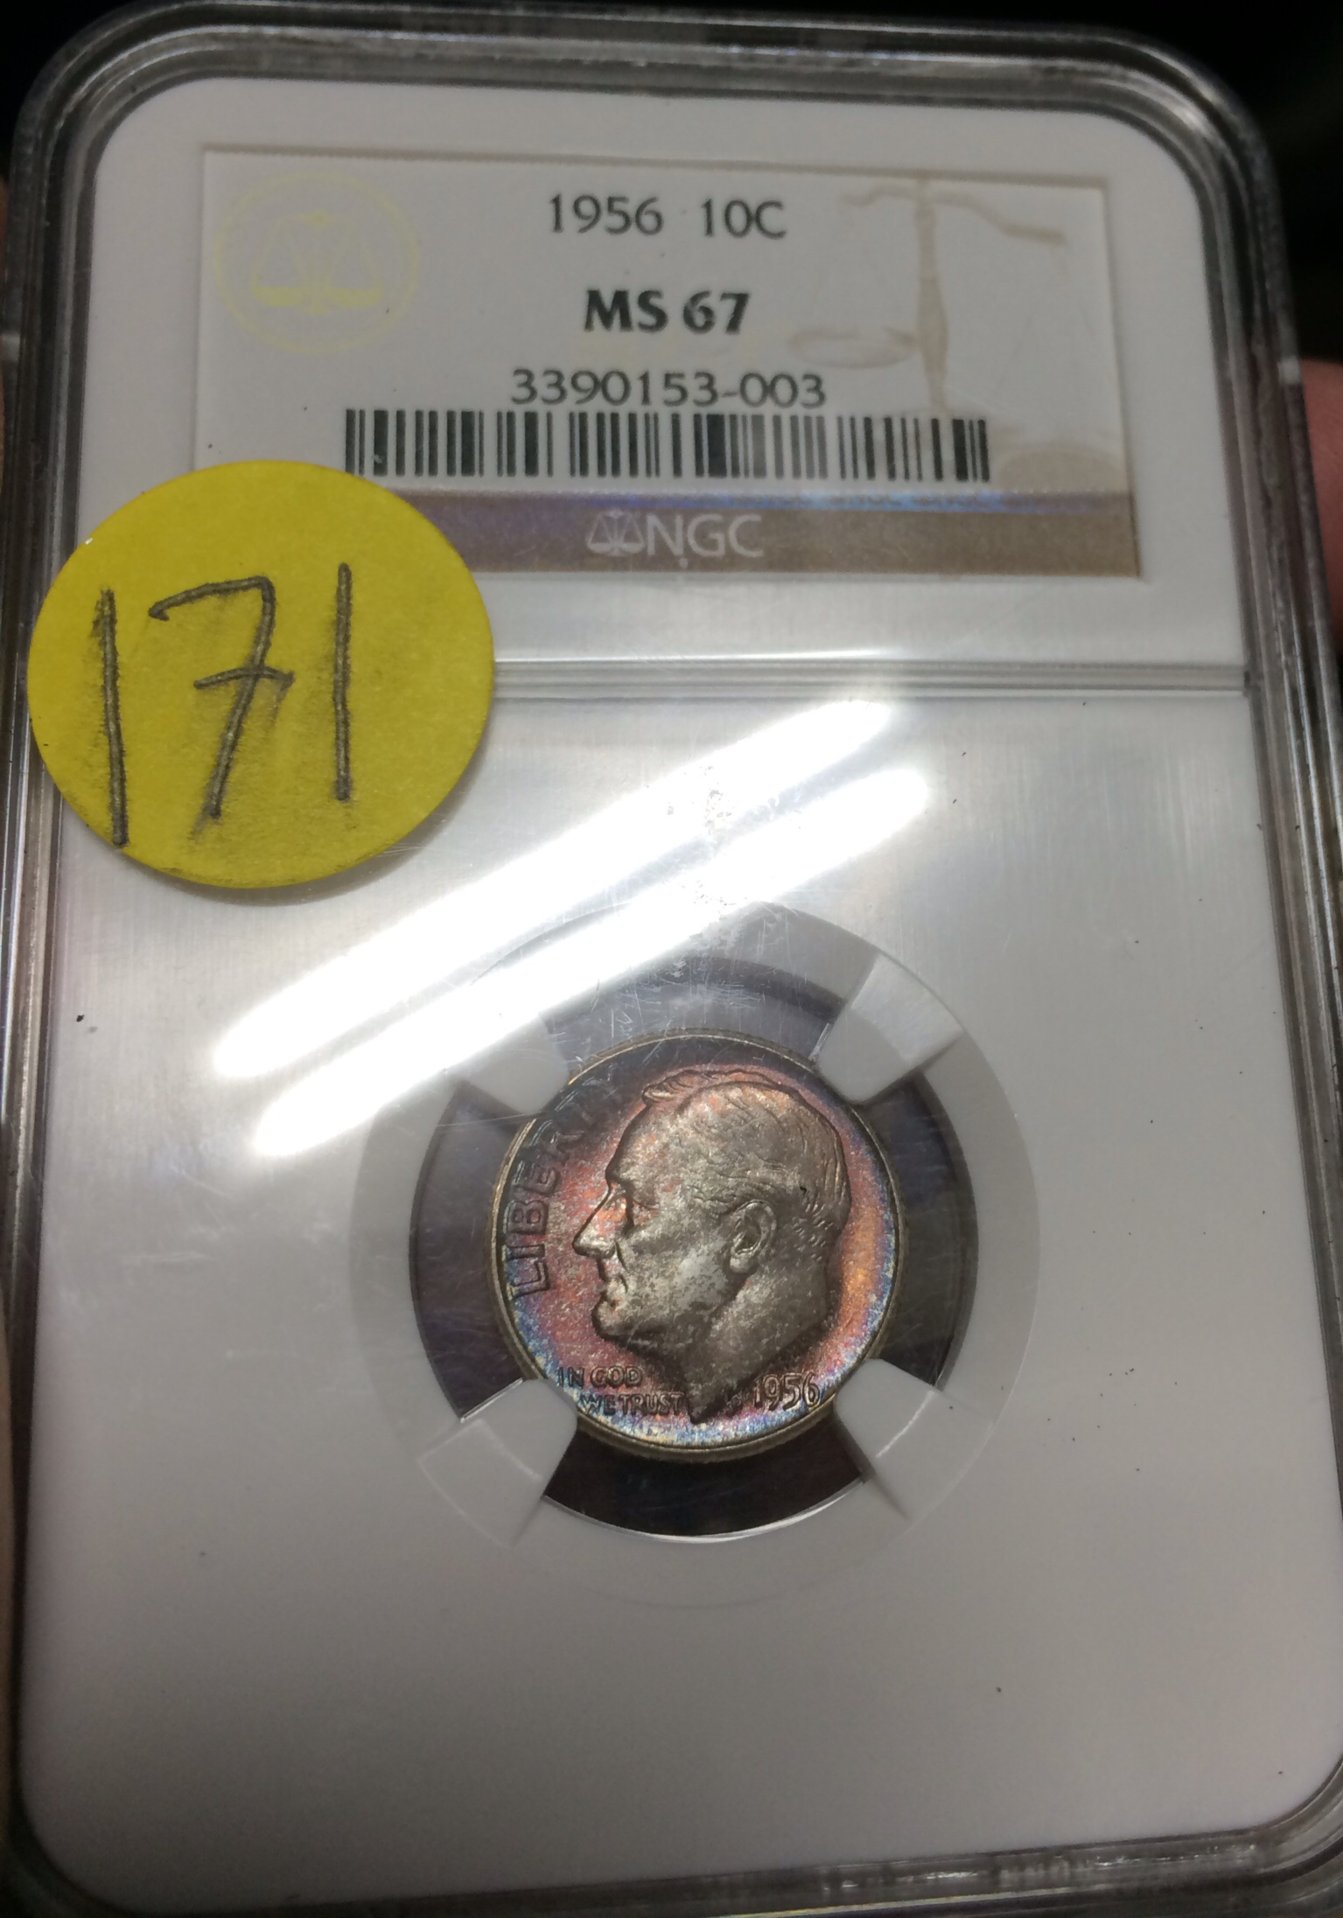 1956 10C
MS 67
3390153-003
NGC
171
LIBERTY
IN GOD
WE TRUST
1956